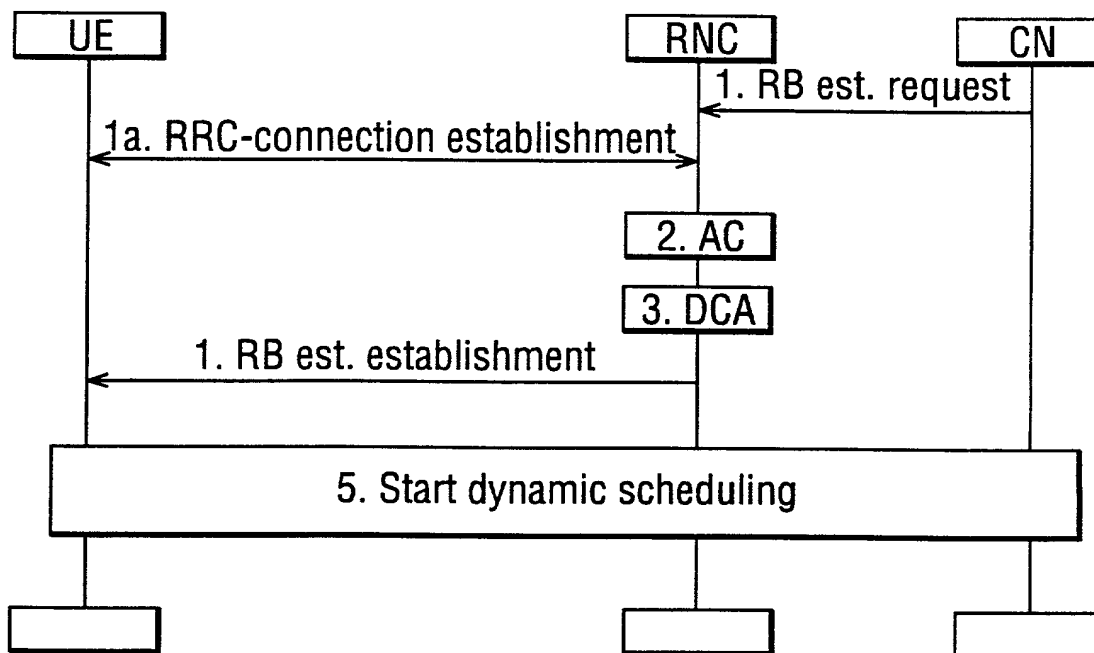 UE
RNC
CN
1. RB est. request
1a. RRC-connection establishment
2. AC
3. DCA
1. RB est. establishment
5. Start dynamic scheduling